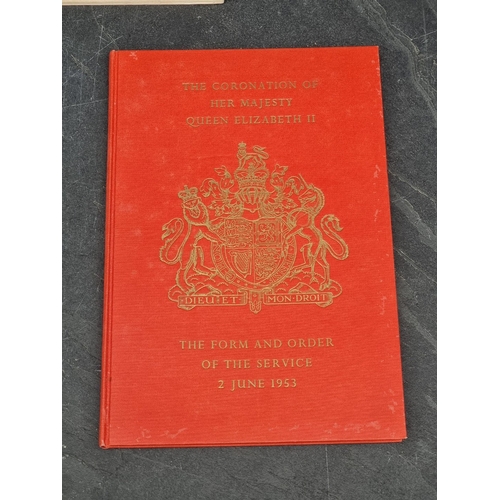 THE CORONATION OF
HER MAJESTY
QUEEN ELIZABETH II
DIEU·ET MON·DROIT
THE FORM AND ORDER
OF THE SERVICE
2 JUNE 1953